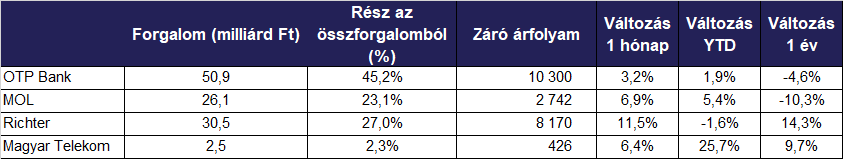 Forgalom (milliárd Ft) Rész az összforgalomból (%) Záró árfolyam Változás 1 hónap Változás YTD Változás 1 év
OTP Bank 50,9 45,2% 10 300 3,2% 1,9% -4,6%
MOL 26,1 23,1% 2 742 6,9% 5,4% -10,3%
Richter 30,5 27,0% 8 170 11,5% -1,6% 14,3%
Magyar Telekom 2,5 2,3% 426 6,4% 25,7% 9,7%